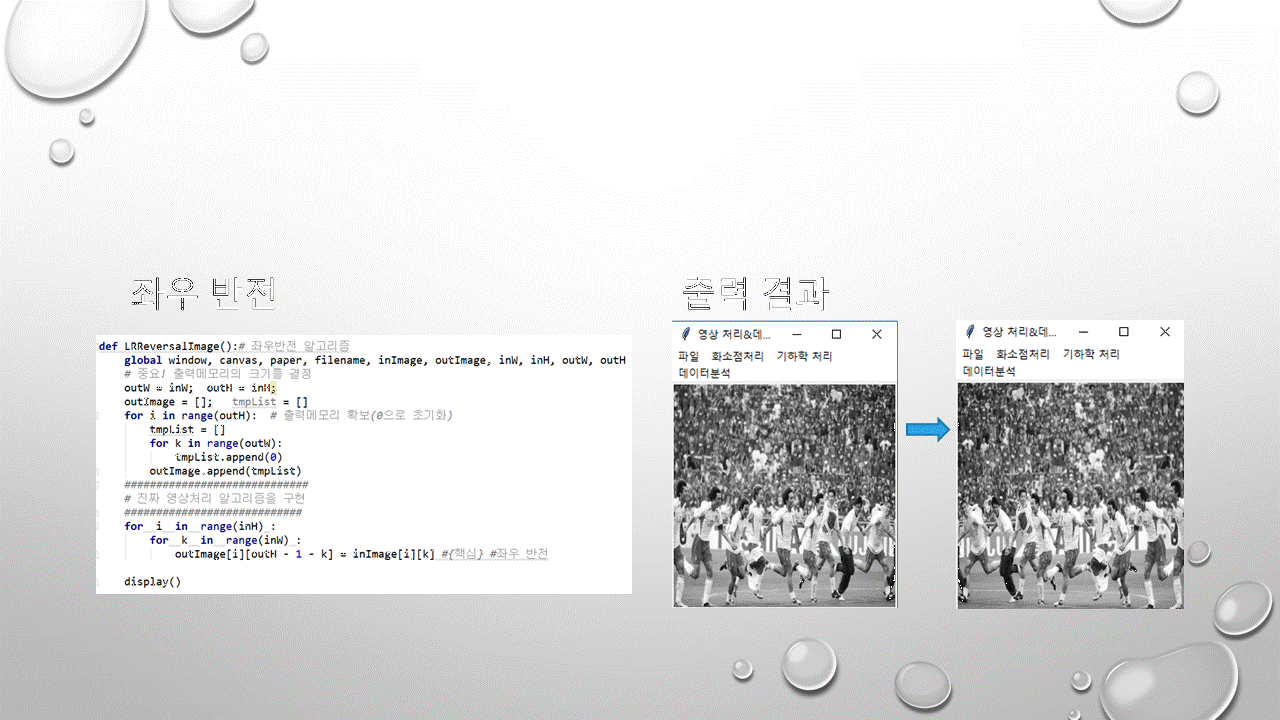 좌우 반전
def LRReversalImage():# 좌우반전 알고리즘
global window, canvas, paper, filename, inImage, outImage, inW, inH, outW, outH
# 중요! 출력메모리의 크기를 결정
outW = inW;  outH = inH;
outImage = [];   tmpList = []
for i in range(outH):  # 출력메모리 확보(0으로 초기화)
tmpList = []
for k in range(outW):
tmpList.append(0)
outImage.append(tmpList)
#############################
# 진짜 영상처리 알고리즘을 구현
############################
for  i  in  range(inH) :
for  k  in  range(inW) :
outImage[i][outH - 1 - k] = inImage[i][k] #{핵심} #좌우 반전
display()
출력 결과
영상 처리&데...
파일 화소점처리 기하학 처리
데이터분석
영상 처리&데...
파일 화소점처리 기하학 처리
데이터분석